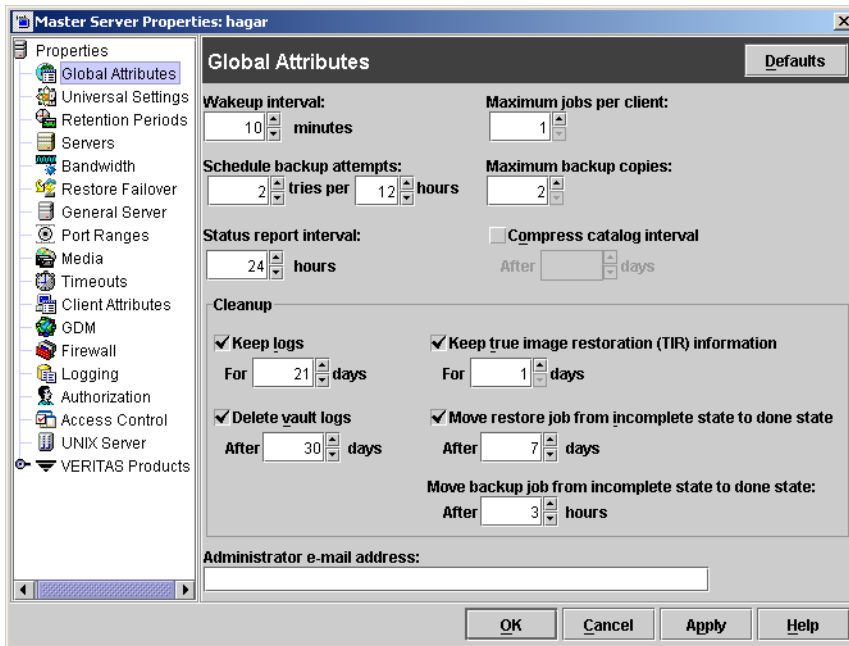 Master Server Properties: hagar
Properties
Global Attributes
Universal Settings
Retention Periods
Servers
Bandwidth
Restore Failover
General Server
Port Ranges
Media
Timeouts
Client Attributes
GDM
Firewall
Logging
Authorization
Access Control
UNIX Server
VERITAS Products
Global Attributes
Defaults
Wakeup interval:
10 minutes
Maximum jobs per client:
1
Schedule backup attempts:
2 tries per 12 hours
Maximum backup copies:
2
Status report interval:
24 hours
Compress catalog interval
After days
Cleanup
Keep logs
For 21 days
Keep true image restoration (TIR) information
For 1 days
Delete vault logs
After 30 days
Move restore job from incomplete state to done state
After 7 days
Move backup job from incomplete state to done state:
After 3 hours
Administrator e-mail address:
OK Cancel Apply Help